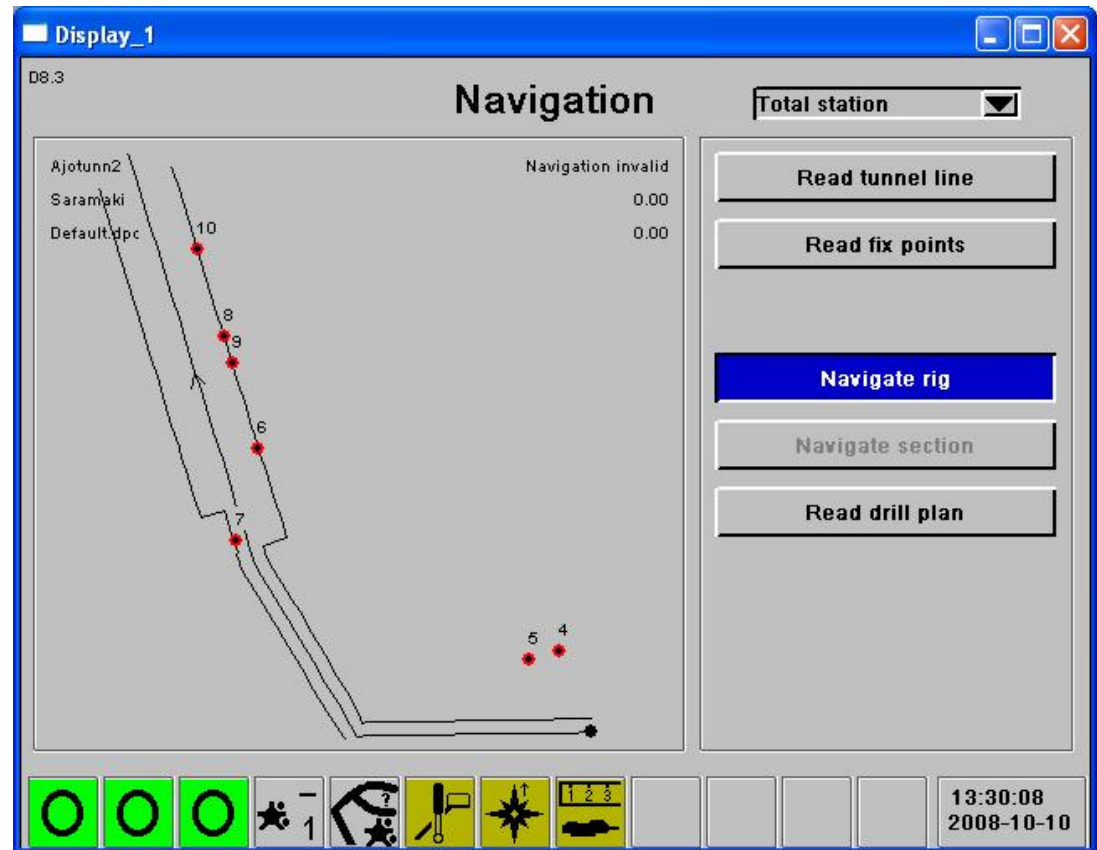 Display_1
D8.3
Navigation
Total station
Ajotunn2
Navigation invalid
Saramaki
0.00
Default.dpc
0.00
10
8
9
6
7
5
4
Read tunnel line
Read fix points
Navigate rig
Navigate section
Read drill plan
1
?
1 2 3
13:30:08
2008-10-10